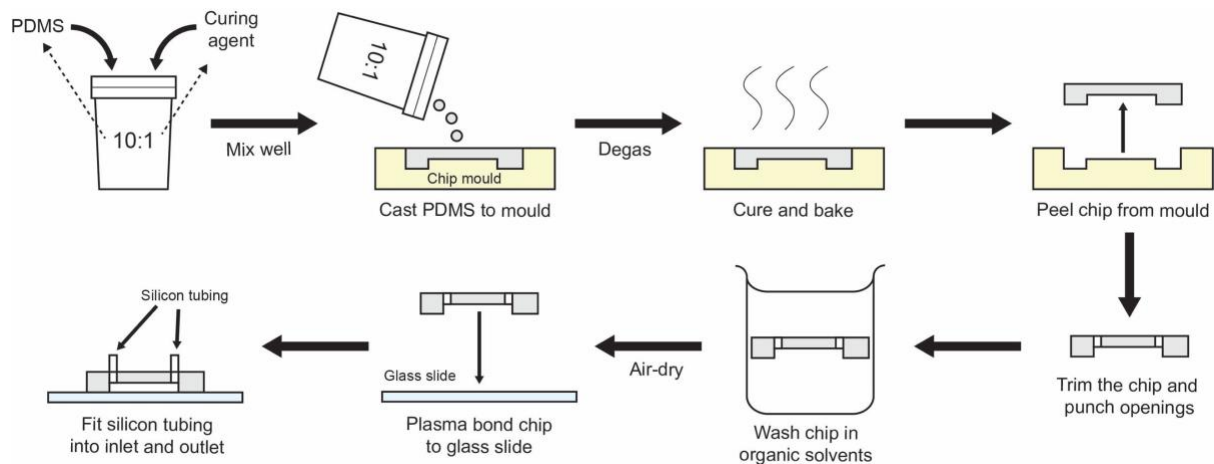 PDMS
Curing
agent
10:1
Mix well
10:1
Chip mould
Cast PDMS to mould
Degas
Cure and bake
Peel chip from mould
Trim the chip and
punch openings
Wash chip in
organic solvents
Air-dry
Glass slide
Plasma bond chip
to glass slide
Silicon tubing
Fit silicon tubing
into inlet and outlet